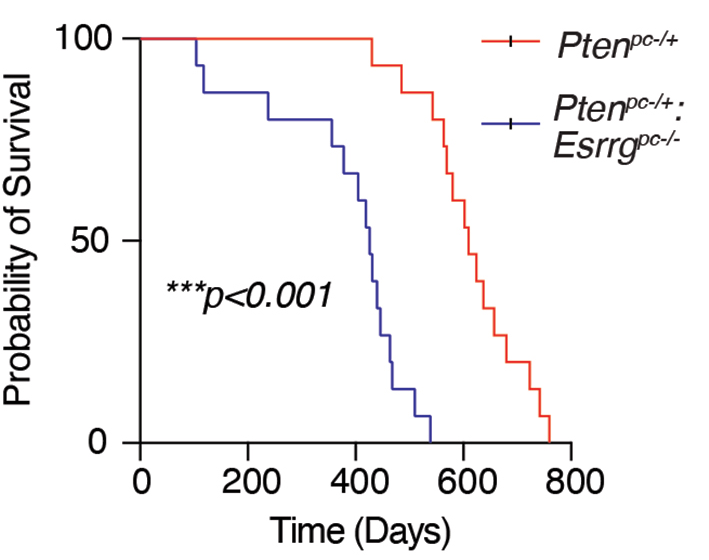 100
50
0
Probability of Survival
0 200 400 600 800
Time (Days)
***p<0.001
Pten^pc-/+
Pten^pc-/+:
Esrrg^pc-/-